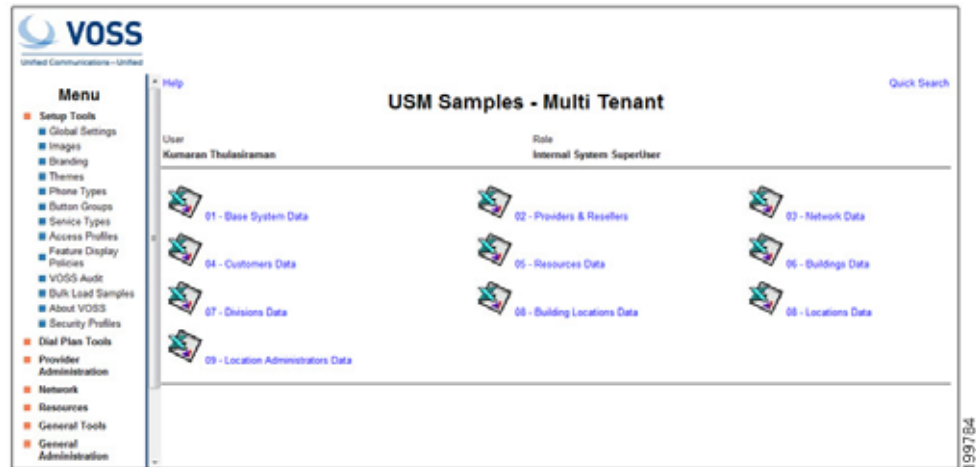 VOSS
Unified Communications - Unified
Menu
Setup Tools
Global Settings
Images
Branding
Themes
Phone Types
Button Groups
Service Types
Access Profiles
Feature Display
Policies
VOSS Audit
Bulk Load Samples
About VOSS
Security Profiles
Dial Plan Tools
Provider
Administration
Network
Resources
General Tools
General
Administration
Help
Quick Search
USM Samples - Multi Tenant
User
Role
Kumaran Thulasiraman
Internal System SuperUser
01 - Base System Data
02 - Providers & Resellers
03 - Network Data
04 - Customers Data
05 - Resources Data
06 - Buildings Data
07 - Divisions Data
08 - Building Locations Data
08 - Locations Data
09 - Location Administrators Data
199784